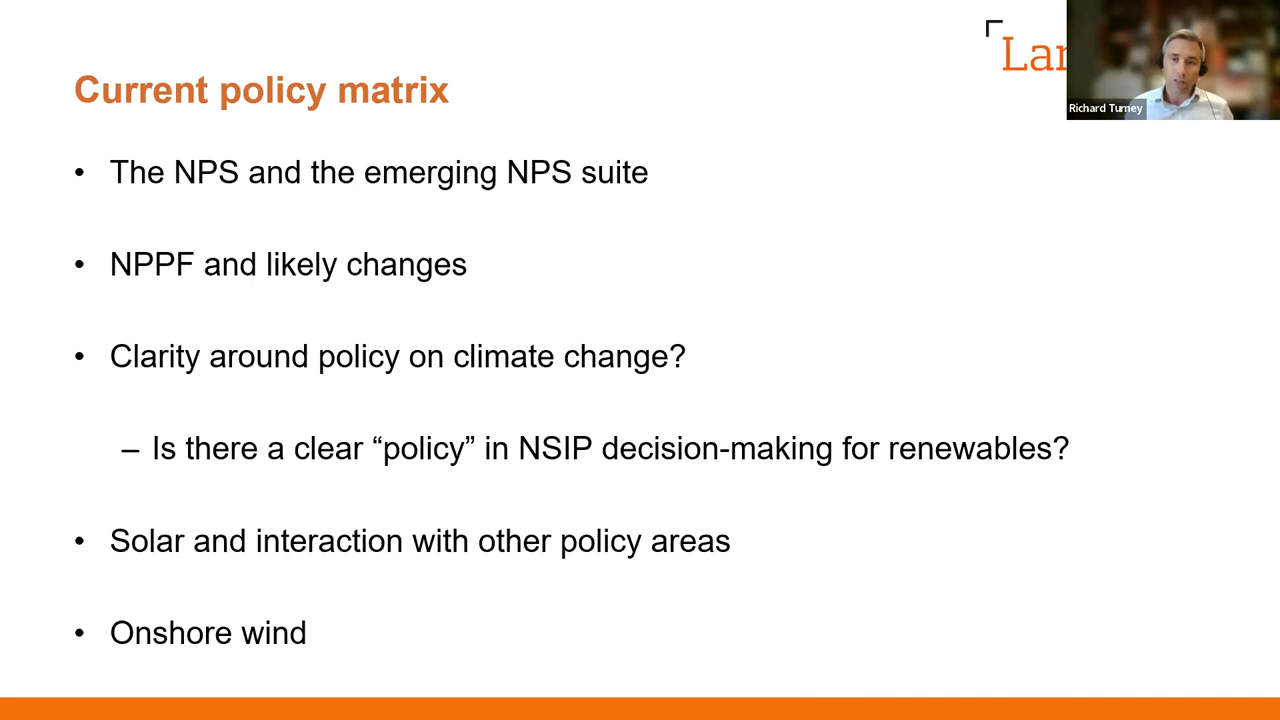 Current policy matrix
Richard Turney
• The NPS and the emerging NPS suite
• NPPF and likely changes
• Clarity around policy on climate change?
– Is there a clear “policy” in NSIP decision-making for renewables?
• Solar and interaction with other policy areas
• Onshore wind